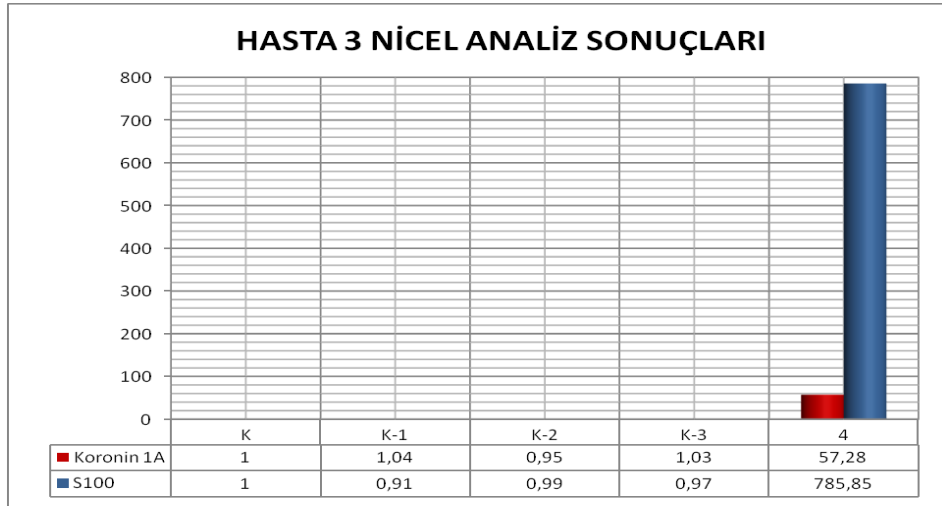 HASTA 3 NİCEL ANALİZ SONUÇLARI
800
700
600
500
400
300
200
100
0
K K-1 K-2 K-3 4
Koronin 1A 1 1,04 0,95 1,03 57,28
S100 1 0,91 0,99 0,97 785,85